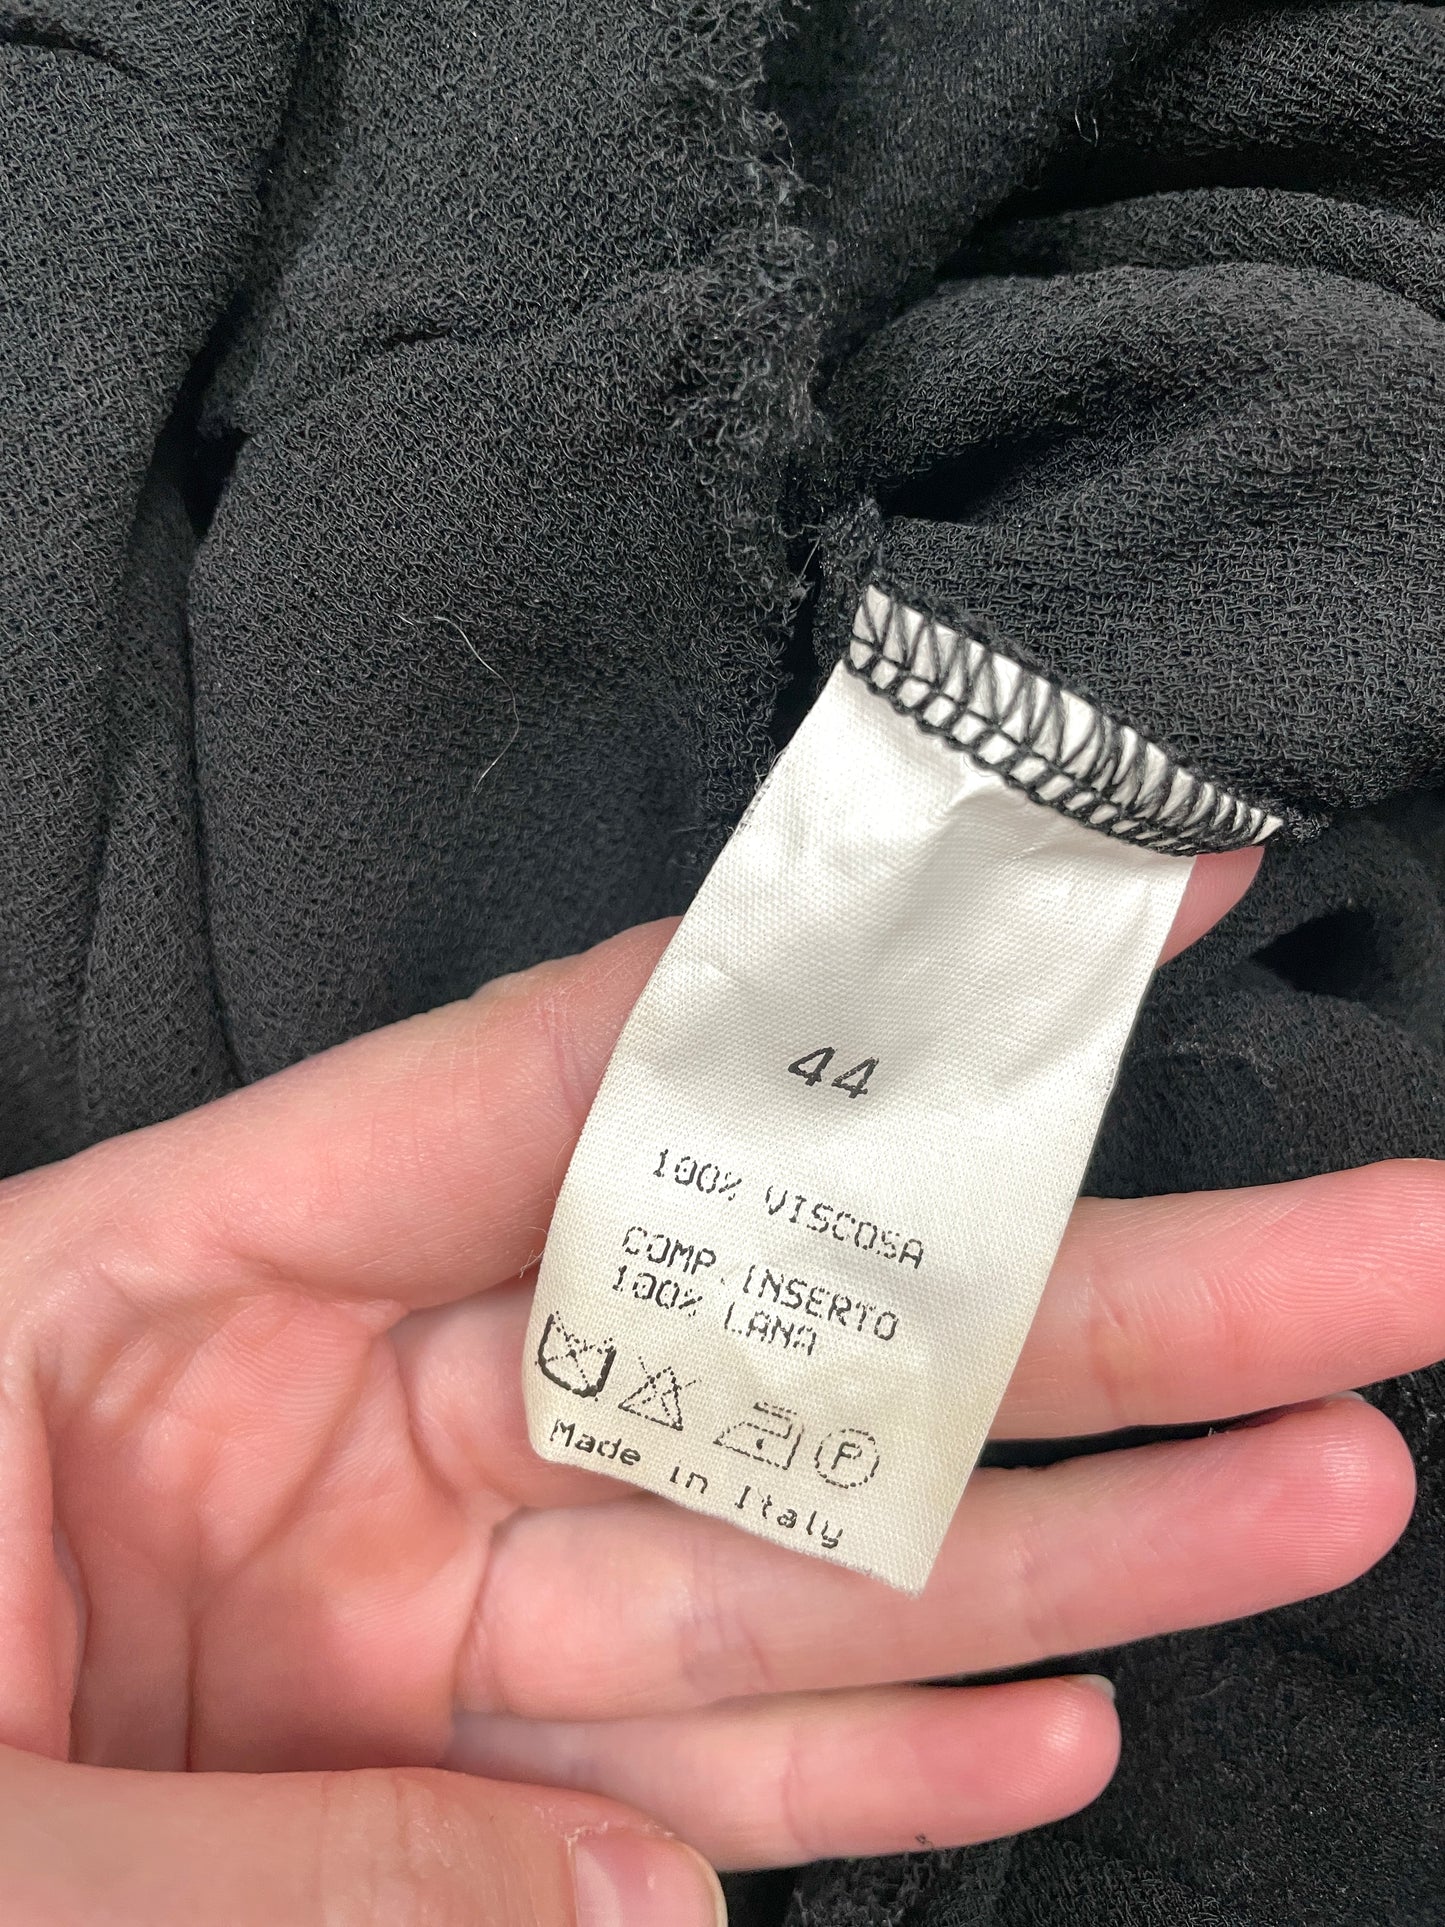 44
100% VISCOSA
COMP. INSERTO
100% LANA
P
Made in Italy